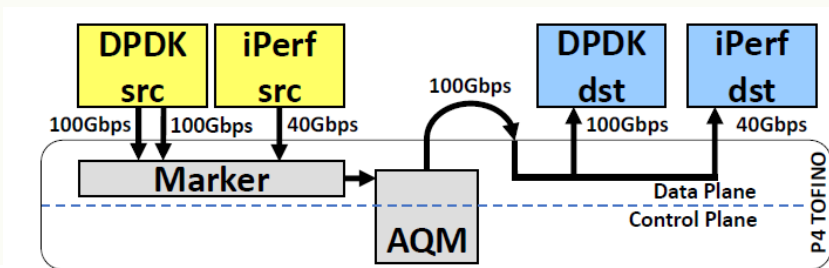 DPDK
src
iPerf
src
DPDK
dst
iPerf
dst
100Gbps
100Gbps
100Gbps
40Gbps
100Gbps
40Gbps
Marker
Data Plane
Control Plane
AQM
P4 TOFINO